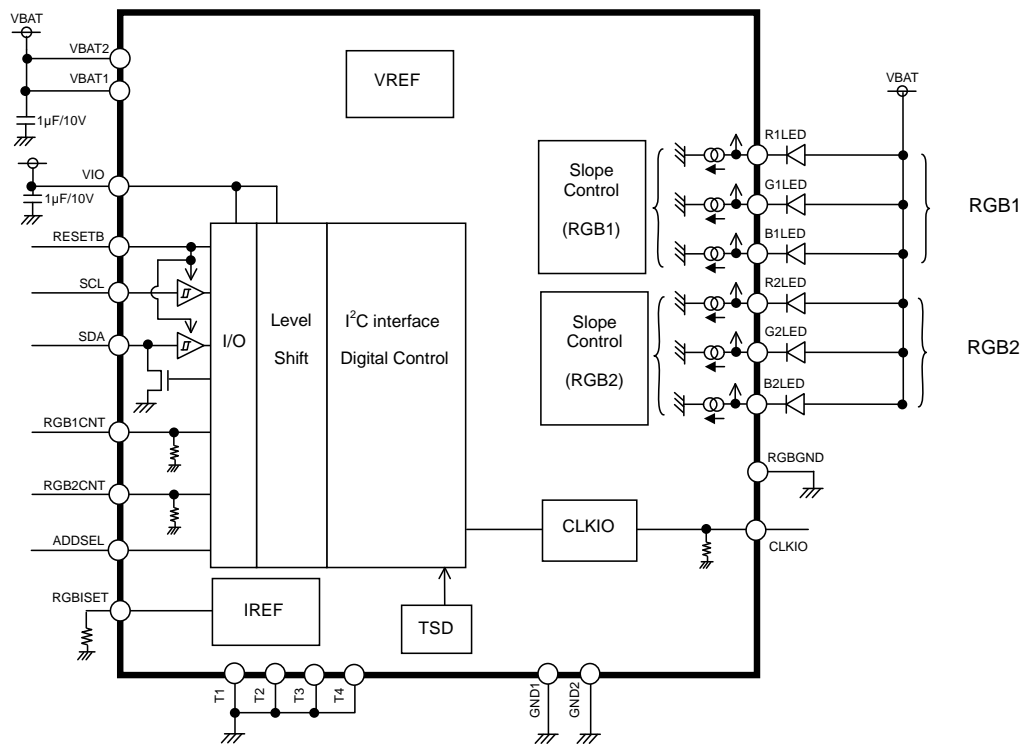 VBAT
VBAT2
VBAT1
1μF/10V
VIO
1μF/10V
RESETB
SCL
SDA
RGB1CNT
RGB2CNT
ADDSEL
RGBISET
VREF
I/O
Level
Shift
I²C interface
Digital Control
IREF
TSD
CLKIO
Slope
Control
(RGB1)
Slope
Control
(RGB2)
VBAT
R1LED
G1LED
B1LED
R2LED
G2LED
B2LED
RGB1
RGB2
RGBGND
CLKIO
T1
T2
T3
T4
GND1
GND2